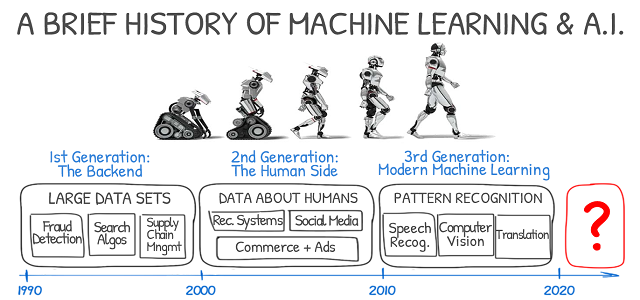 A BRIEF HISTORY OF MACHINE LEARNING & A.I.
1st Generation:
The Backend
2nd Generation:
The Human Side
3rd Generation:
Modern Machine Learning
LARGE DATA SETS
Fraud
Detection
Search
Algos
Supply
Chain
Mngmt
DATA ABOUT HUMANS
Rec. Systems
Social Media
Commerce + Ads
PATTERN RECOGNITION
Speech
Recog.
Computer
Vision
Translation
?
1990
2000
2010
2020